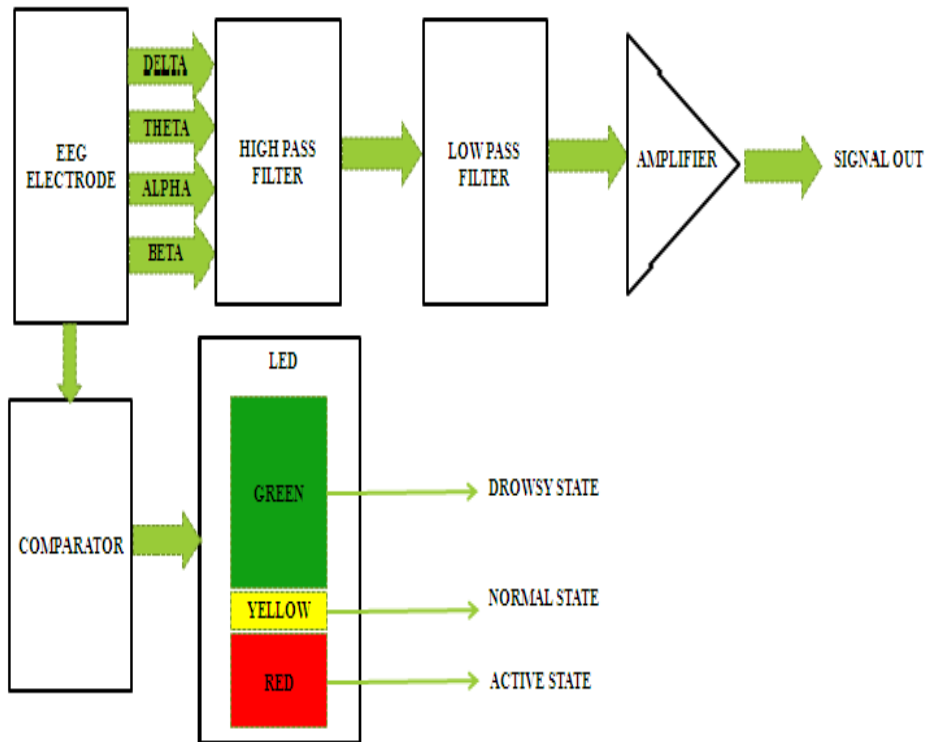 EEG
ELECTRODE
DELTA
THETA
ALPHA
BETA
HIGH PASS
FILTER
LOW PASS
FILTER
AMPLIFIER
SIGNAL OUT
COMPARATOR
LED
GREEN
DROWSY STATE
YELLOW
NORMAL STATE
RED
ACTIVE STATE